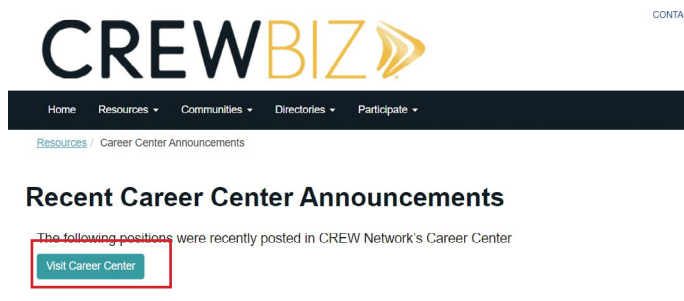 CONTA
CREWBIZ
Home Resources Communities Directories Participate
Resources / Career Center Announcements
Recent Career Center Announcements
The following positions were recently posted in CREW Network's Career Center
Visit Career Center